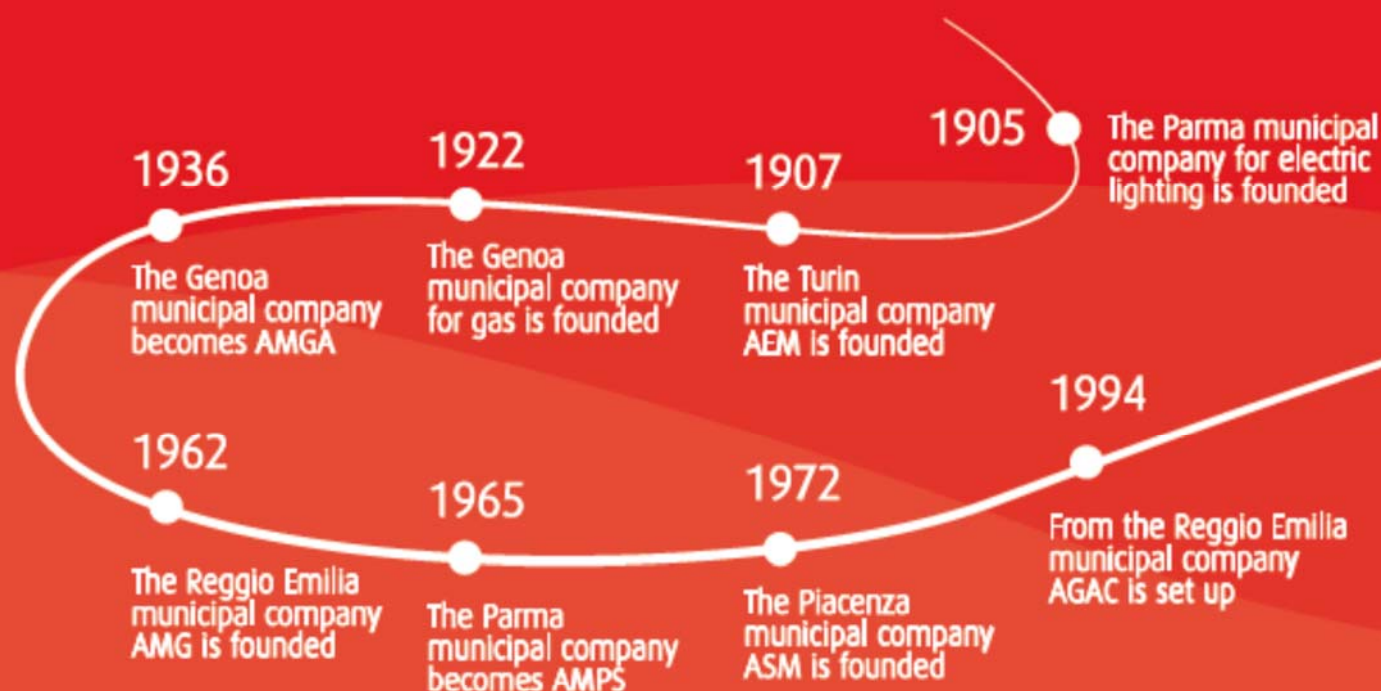 1905
The Parma municipal
company for electric
lighting is founded
1907
The Turin
municipal company
AEM is founded
1922
The Genoa
municipal company
for gas is founded
1936
The Genoa
municipal company
becomes AMGA
1962
The Reggio Emilia
municipal company
AMG is founded
1965
The Parma
municipal company
becomes AMPS
1972
The Piacenza
municipal company
ASM is founded
1994
From the Reggio Emilia
municipal company
AGAC is set up